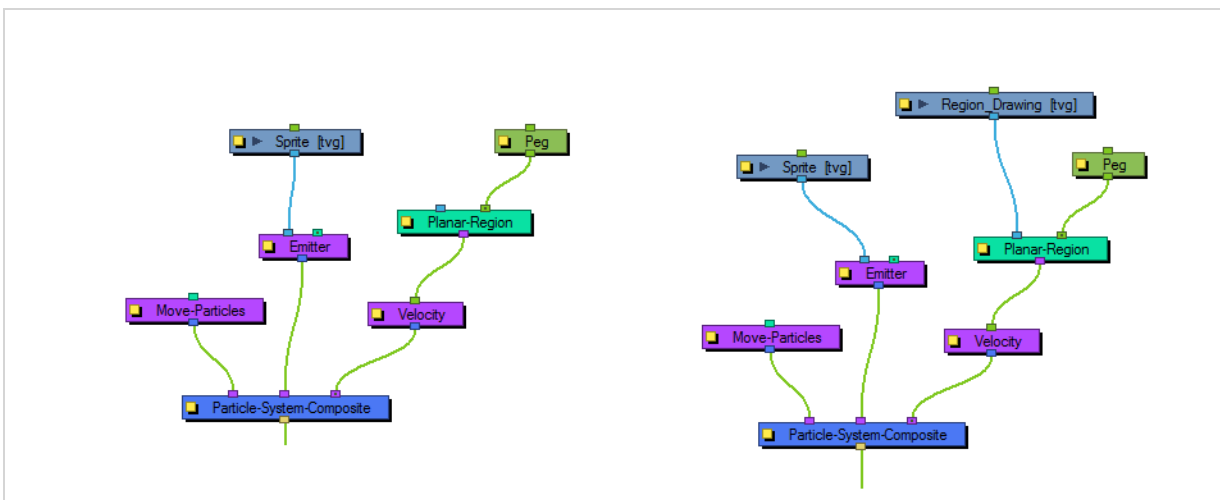 Sprite [tvg]
Peg
Planar-Region
Emitter
Move-Particles
Velocity
Particle-System-Composite
Region_Drawing [tvg]
Sprite [tvg]
Peg
Planar-Region
Emitter
Move-Particles
Velocity
Particle-System-Composite